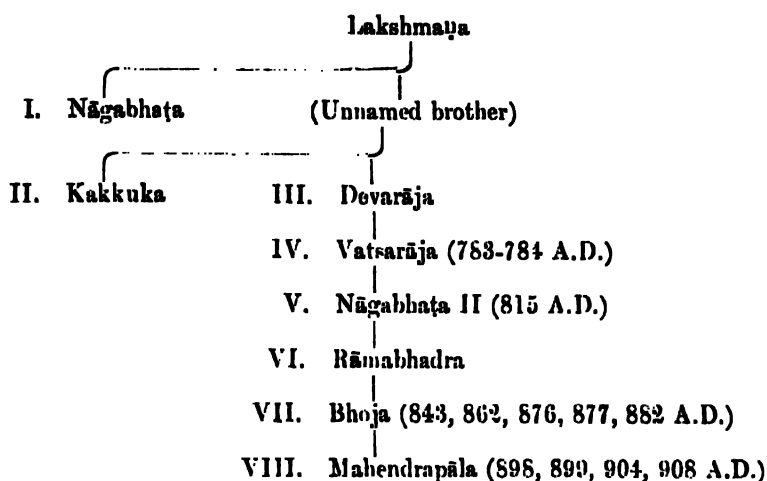 Lakshmaṇa
I. Nāgabhaṭa (Unnamed brother)
II. Kakkuka III. Devarāja
IV. Vatsarāja (783-784 A.D.)
V. Nāgabhaṭa II (815 A.D.)
VI. Rāmabhadra
VII. Bhoja (843, 862, 876, 877, 882 A.D.)
VIII. Mahendrapāla (898, 899, 904, 908 A.D.)